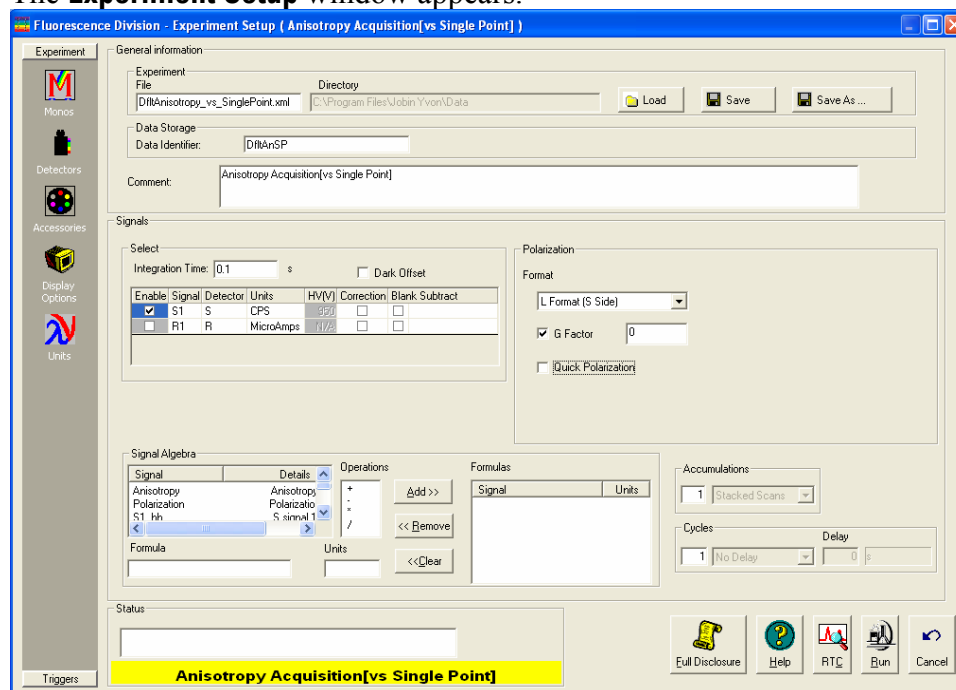 The Experiment Setup window appears.
Fluorescence Division - Experiment Setup ( Anisotropy Acquisition[vs Single Point] )
Experiment
Monos
Detectors
Accessories
Display
Options
Units
Triggers
General information
Experiment
File
Directory
DfltAnisotropy_vs_SinglePoint.xml
C:\Program Files\Jobin Yvon\Data
Load
Save
Save As ...
Data Storage
Data Identifier:
DfltAnSP
Comment:
Anisotropy Acquisition[vs Single Point]
Signals
Select
Integration Time: 0.1 s
Dark Offset
Enable Signal Detector Units HV(V) Correction Blank Subtract
S1 S CPS 950
R1 R MicroAmps N/A
Polarization
Format
L Format (S Side)
G Factor 0
Quick Polarization
Signal Algebra
Signal Details
Anisotropy Anisotropy
Polarization Polarizatio
S1_hh S signal 1
Formula
Units
Operations
+
-
*
/
Add >>
<< Remove
<<Clear
Formulas
Signal Units
Accumulations
1 Stacked Scans
Cycles
Delay
1 No Delay 0 s
Status
Anisotropy Acquisition[vs Single Point]
Full Disclosure
Help
RTC
Run
Cancel